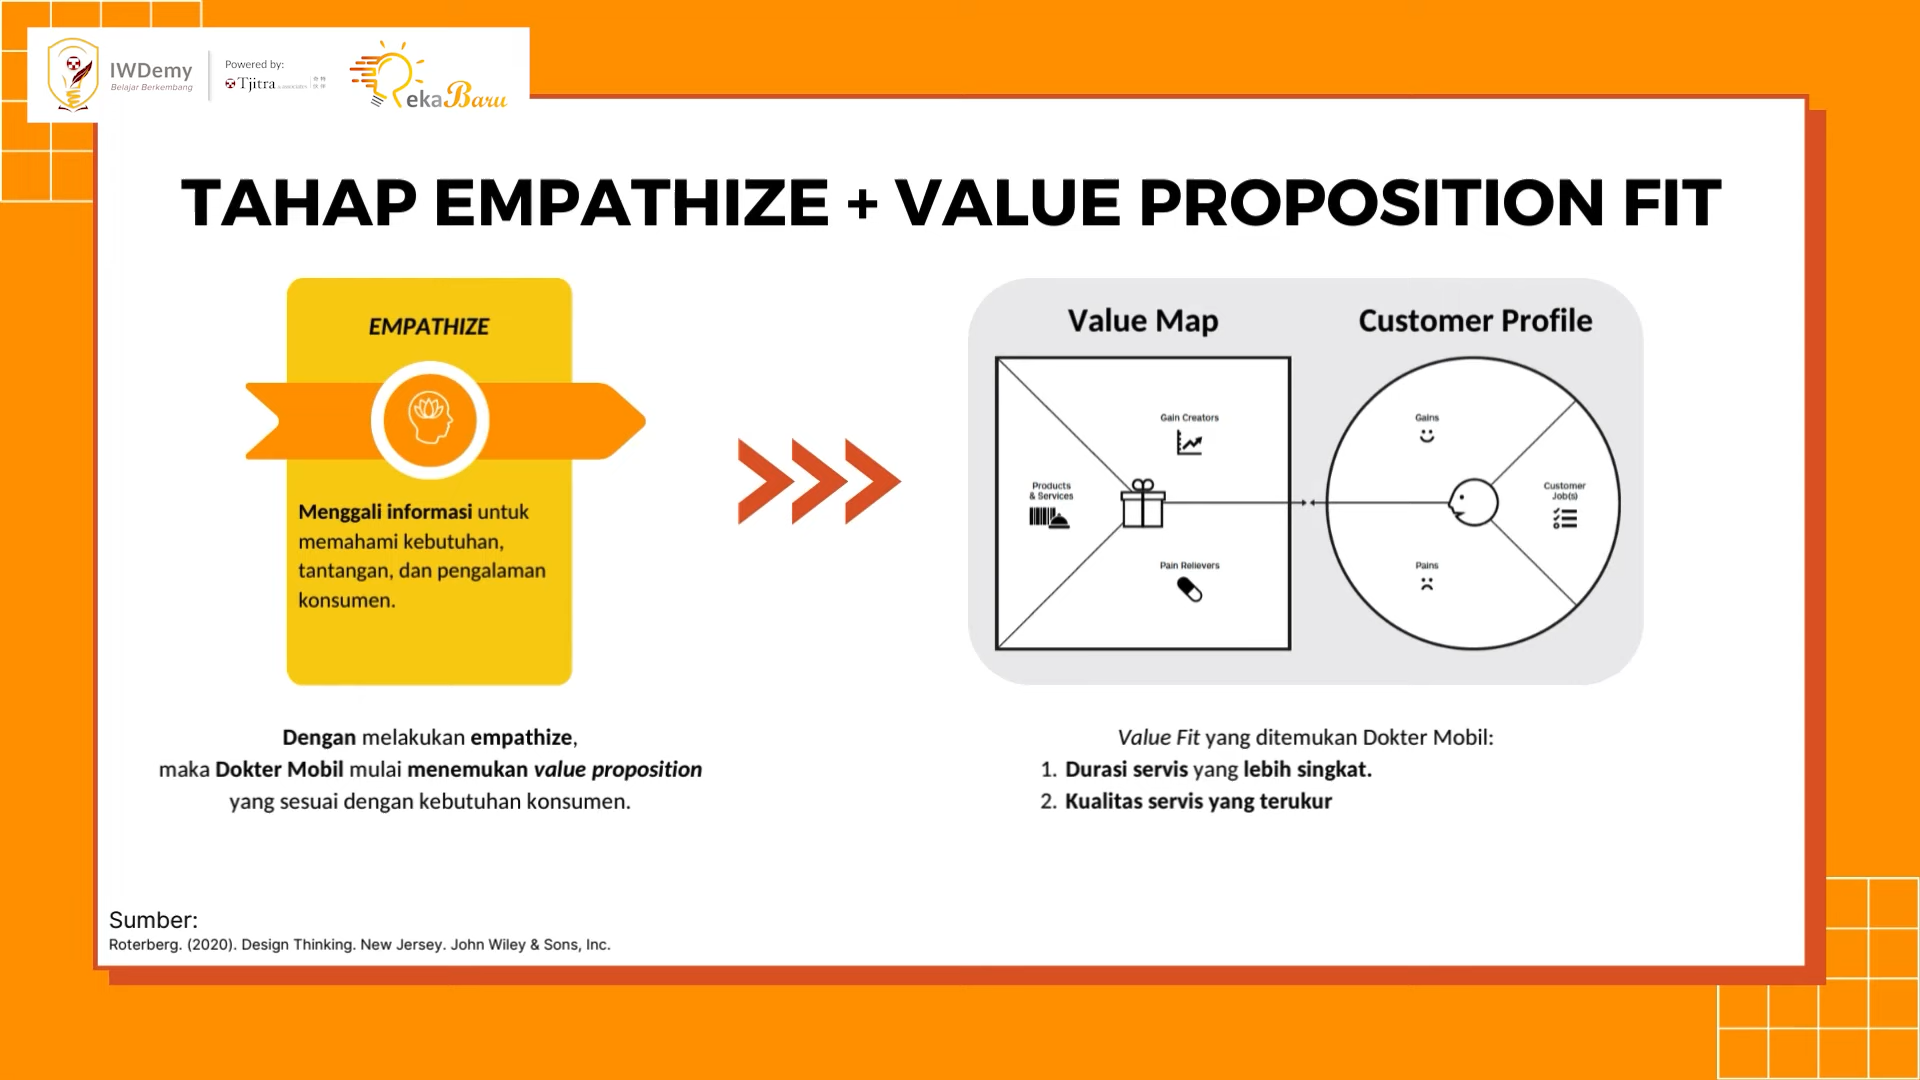 IWDemy
Belajar Berkembang
Powered by:
Tjitra
ekaBaru
TAHAP EMPATHIZE + VALUE PROPOSITION FIT
EMPATHIZE
Menggali informasi untuk
memahami kebutuhan,
tantangan, dan pengalaman
konsumen.
Dengan melakukan empathize,
maka Dokter Mobil mulai menemukan value proposition
yang sesuai dengan kebutuhan konsumen.
Value Map
Customer Profile
Gain Creators
Products
& Services
Pain Relievers
Gains
Customer
Job(s)
Pains
Value Fit yang ditemukan Dokter Mobil:
1. Durasi servis yang lebih singkat.
2. Kualitas servis yang terukur
Sumber:
Roterberg. (2020). Design Thinking. New Jersey. John Wiley & Sons, Inc.